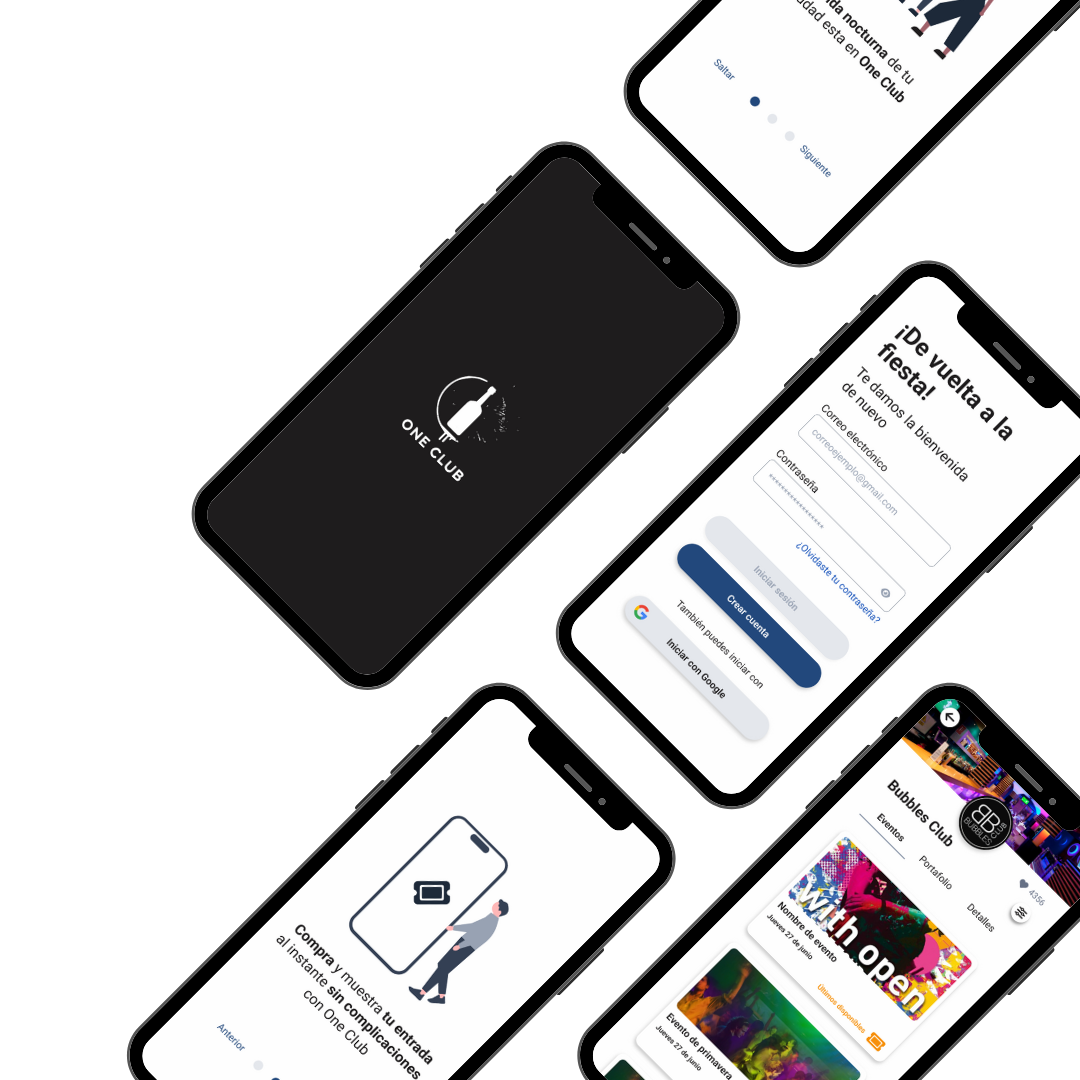 da nocturna de tu
udad esta en One Club
Saltar
Siguiente
ONE CLUB
¡De vuelta a la
fiesta!
Te damos la bienvenida
de nuevo
Correo electrónico
correoejemplo@gmail.com
Contraseña
******************
¿Olvidaste tu contraseña?
Iniciar sesión
Crear cuenta
También puedes iniciar con
Iniciar con Google
Compra y muestra tu entrada
al instante sin complicaciones
con One Club
Anterior
Bubbles Club
BUBBLES CLUB
4356
Eventos
Portafolio
Detalles
with open
Nombre de evento
Jueves 27 de junio
Últimos disponibles
Evento de primavera
Jueves 27 de junio